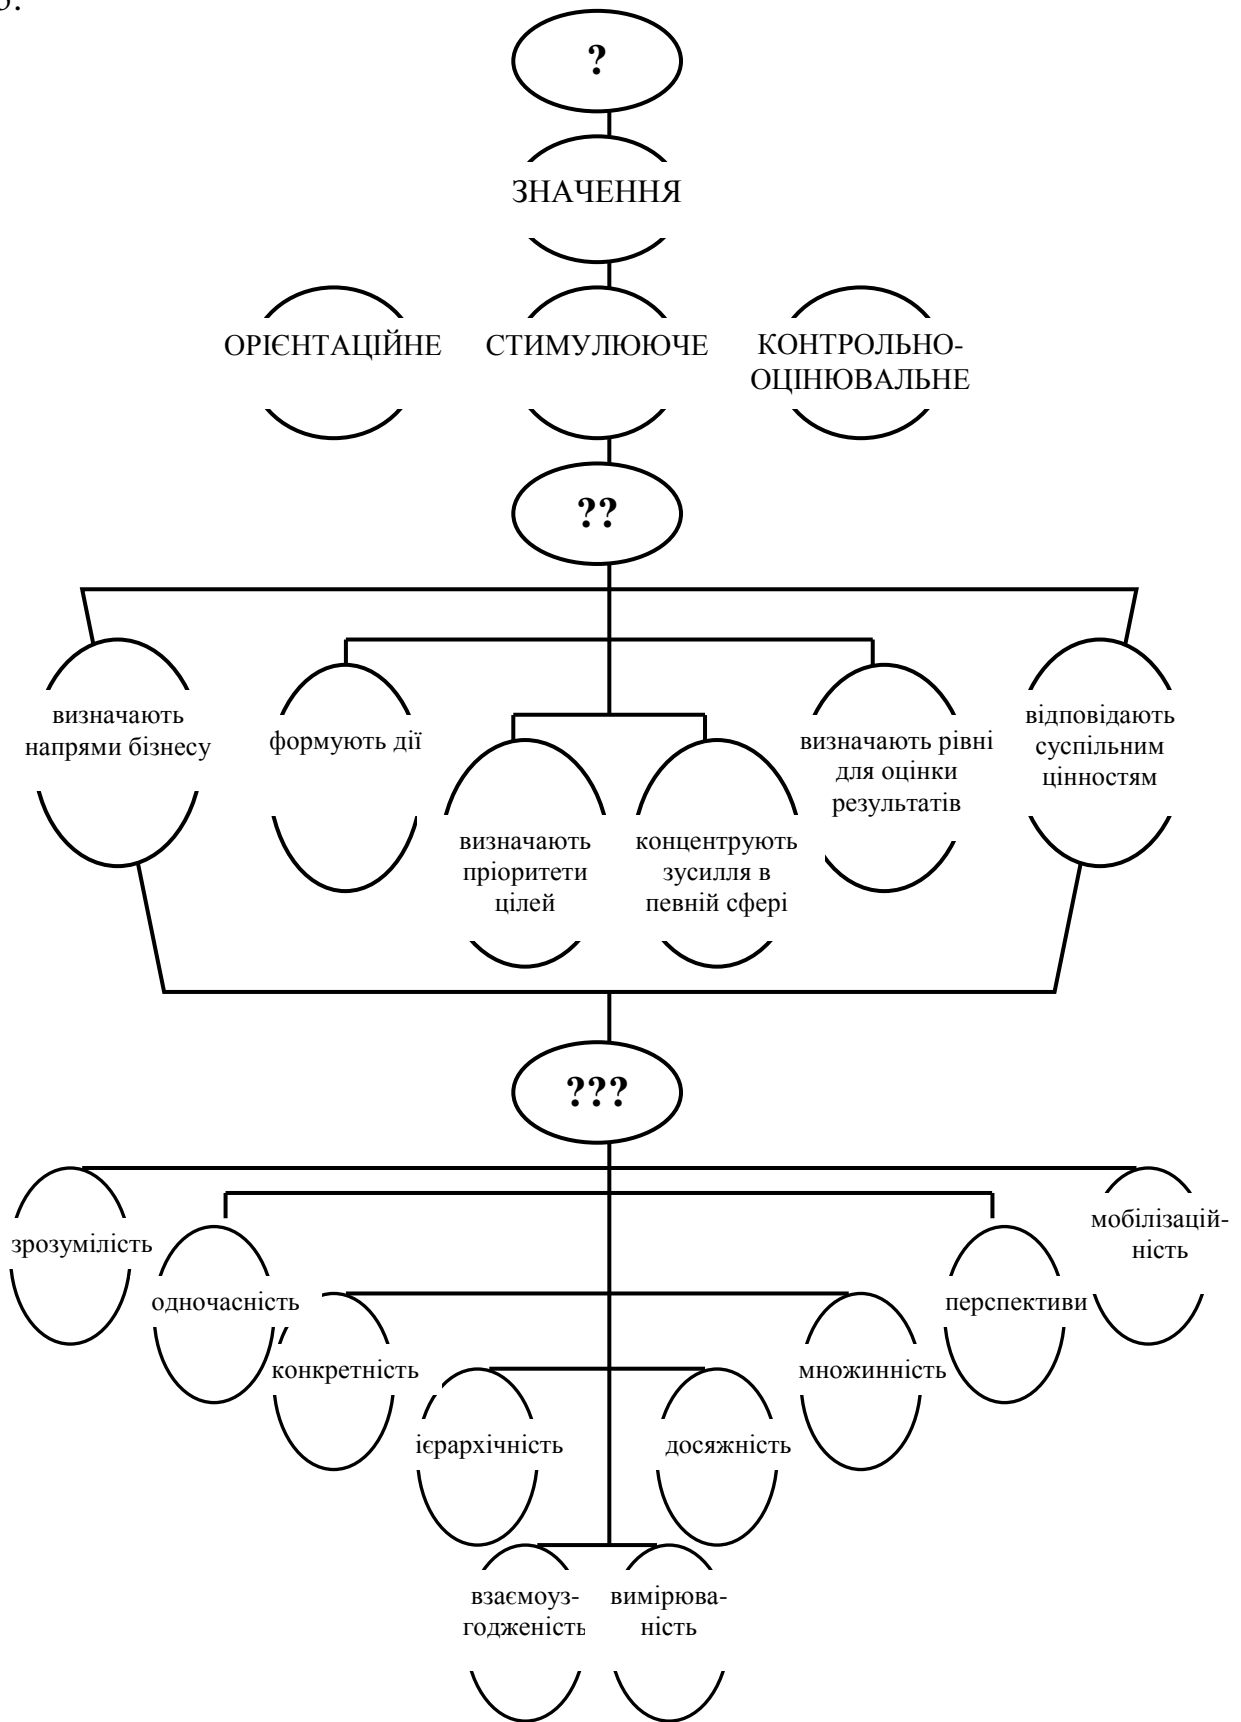 ?
ЗНАЧЕННЯ
ОРІЄНТАЦІЙНЕ
СТИМУЛЮЮЧЕ
КОНТРОЛЬНО-
ОЦІНЮВАЛЬНЕ
??
визначають
напрями бізнесу
формують дії
визначають
пріоритети
цілей
концентрують
зусилля в
певній сфері
визначають рівні
для оцінки
результатів
відповідають
суспільним
цінностям
???
зрозумілість
одночасність
конкретність
ієрархічність
взаємоуз-
годженість
вимірюва-
ність
досяжність
множинність
перспективи
мобілізацій-
ність